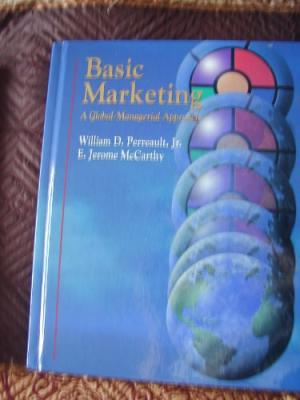 Basic
Marketing
A Global-Managerial Approach
William D. Perreault, Jr.
E. Jerome McCarthy